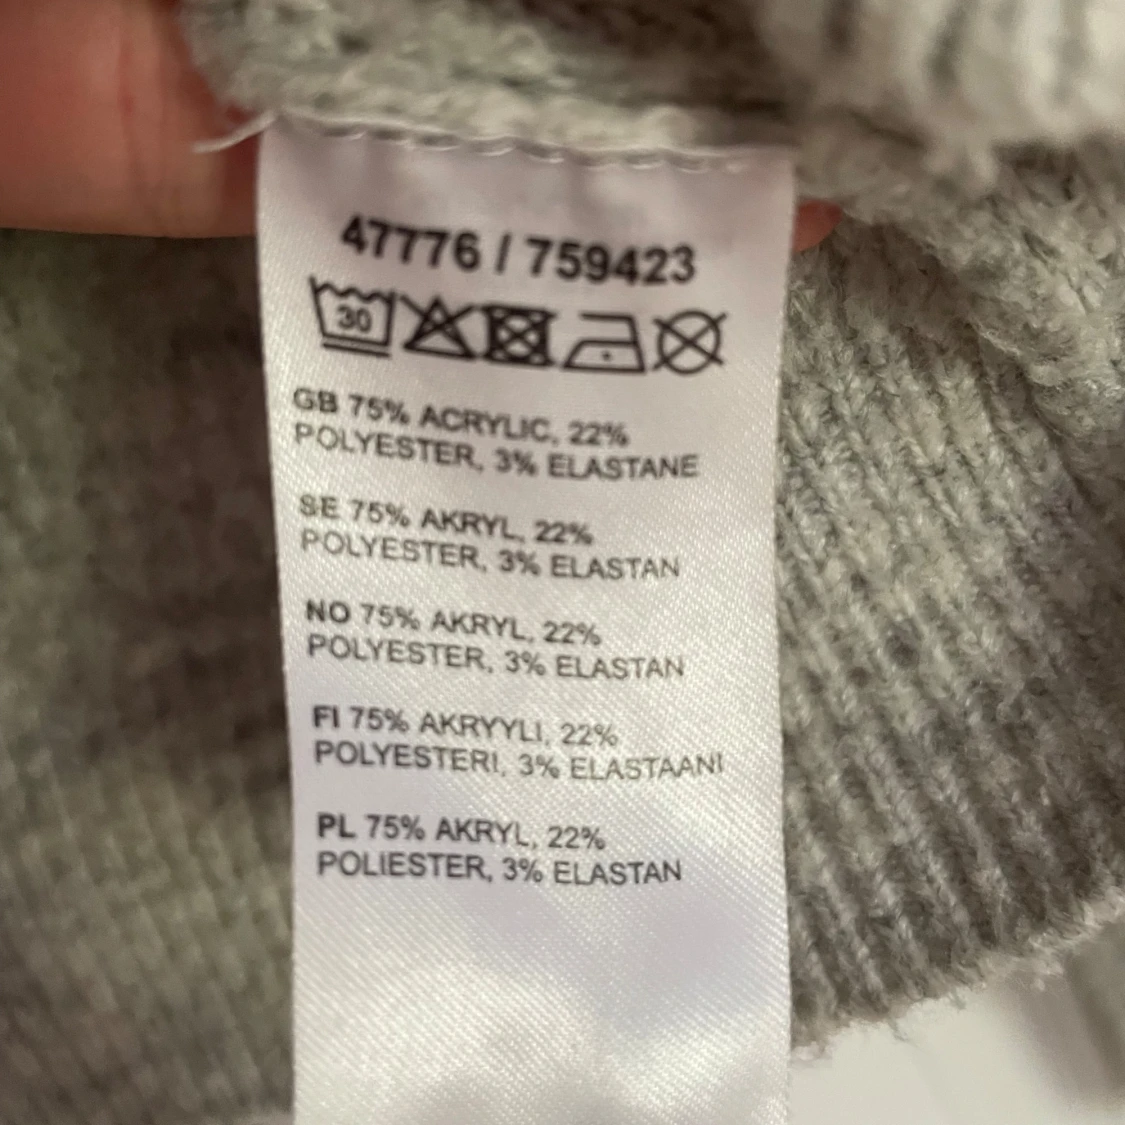 47776 / 759423
30
GB 75% ACRYLIC, 22%
POLYESTER, 3% ELASTANE
SE 75% AKRYL, 22%
POLYESTER, 3% ELASTAN
NO 75% AKRYL, 22%
POLYESTER, 3% ELASTAN
FI 75% AKRYYLI, 22%
POLYESTERI, 3% ELASTAANI
PL 75% AKRYL, 22%
POLIESTER, 3% ELASTAN